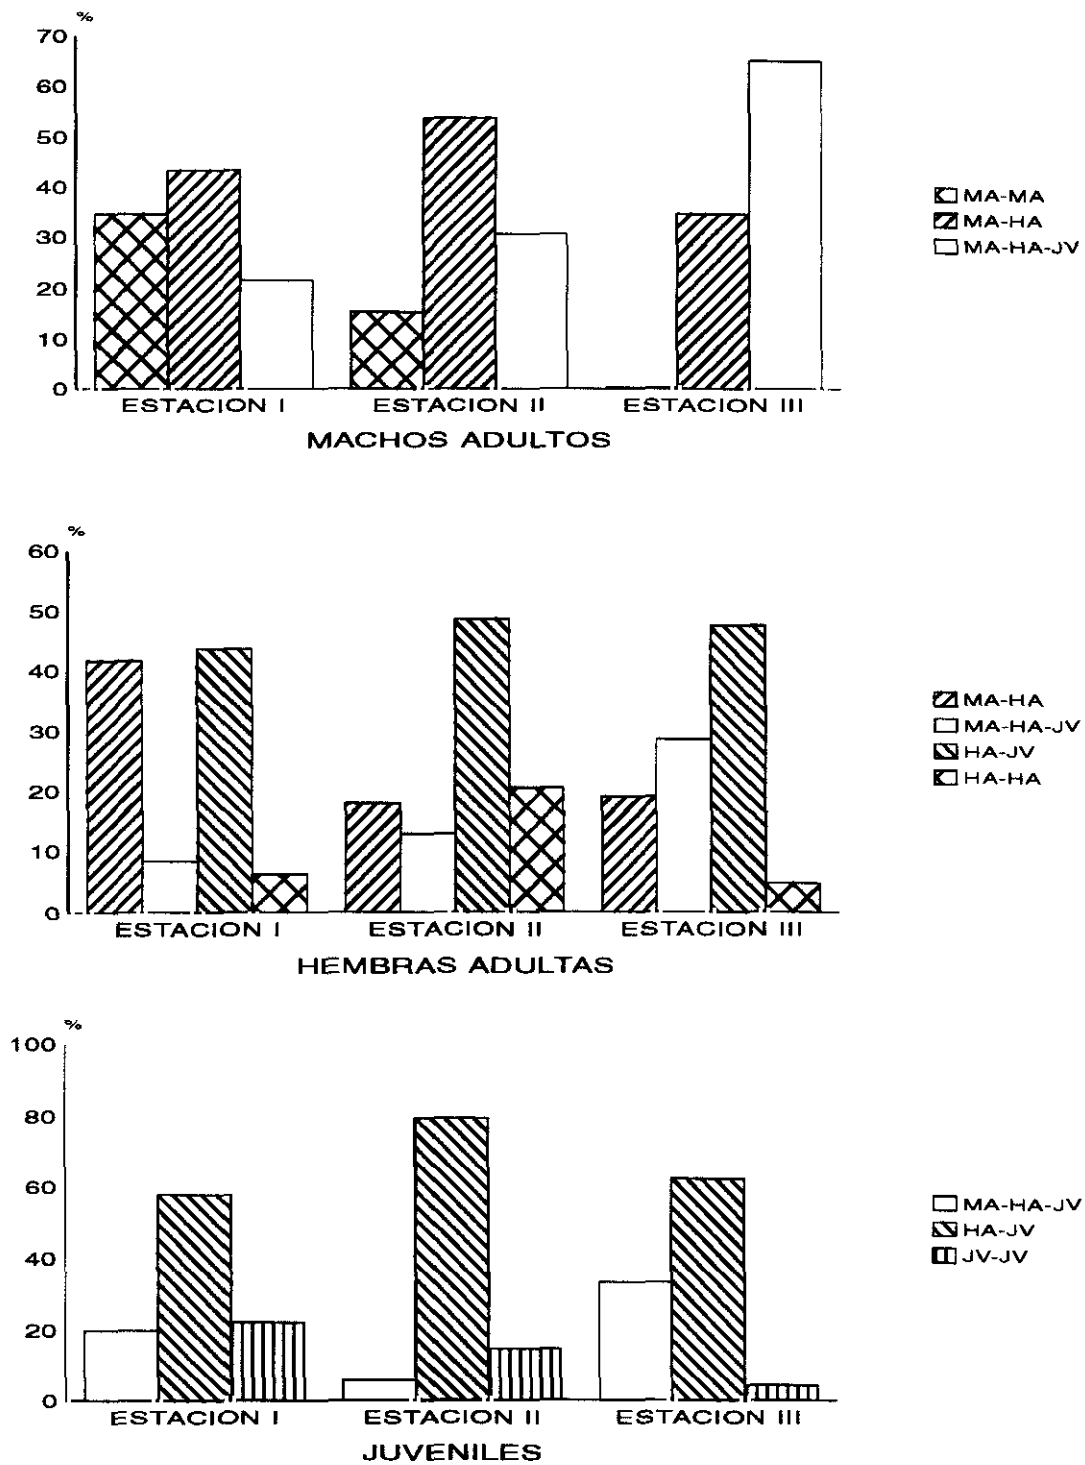 %
70
60
50
40
30
20
10
0
ESTACION I ESTACION II ESTACION III
MACHOS ADULTOS
MA-MA
MA-HA
MA-HA-JV
%
60
50
40
30
20
10
0
ESTACION I ESTACION II ESTACION III
HEMBRAS ADULTAS
MA-HA
MA-HA-JV
HA-JV
HA-HA
%
100
80
60
40
20
0
ESTACION I ESTACION II ESTACION III
JUVENILES
MA-HA-JV
HA-JV
JV-JV